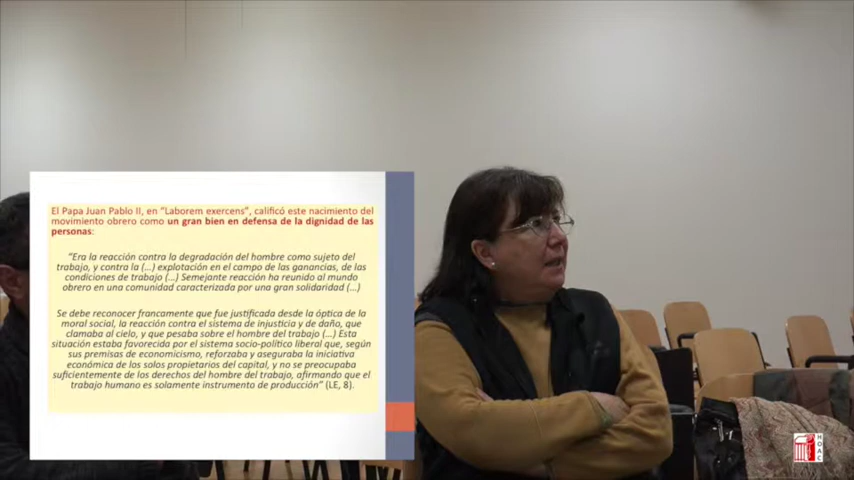 El Papa Juan Pablo II, en “Laborem exercens”, calificó este nacimiento del
movimiento obrero como un gran bien en defensa de la dignidad de las
personas:
“Era la reacción contra la degradación del hombre como sujeto del
trabajo, y contra la (...) explotación en el campo de las ganancias, de las
condiciones de trabajo (...) Semejante reacción ha reunido al mundo
obrero en una comunidad caracterizada por una gran solidaridad (...)
Se debe reconocer francamente que fue justificada desde la óptica de la
moral social, la reacción contra el sistema de injusticia y de daño, que
clamaba al cielo, y que pesaba sobre el hombre del trabajo (...) Esta
situación estaba favorecida por el sistema socio-político liberal que, según
sus premisas de economicismo, reforzaba y aseguraba la iniciativa
económica de los solos propietarios del capital, y no se preocupaba
suficientemente de los derechos del hombre del trabajo, afirmando que el
trabajo humano es solamente instrumento de producción” (LE, 8).
HOAC